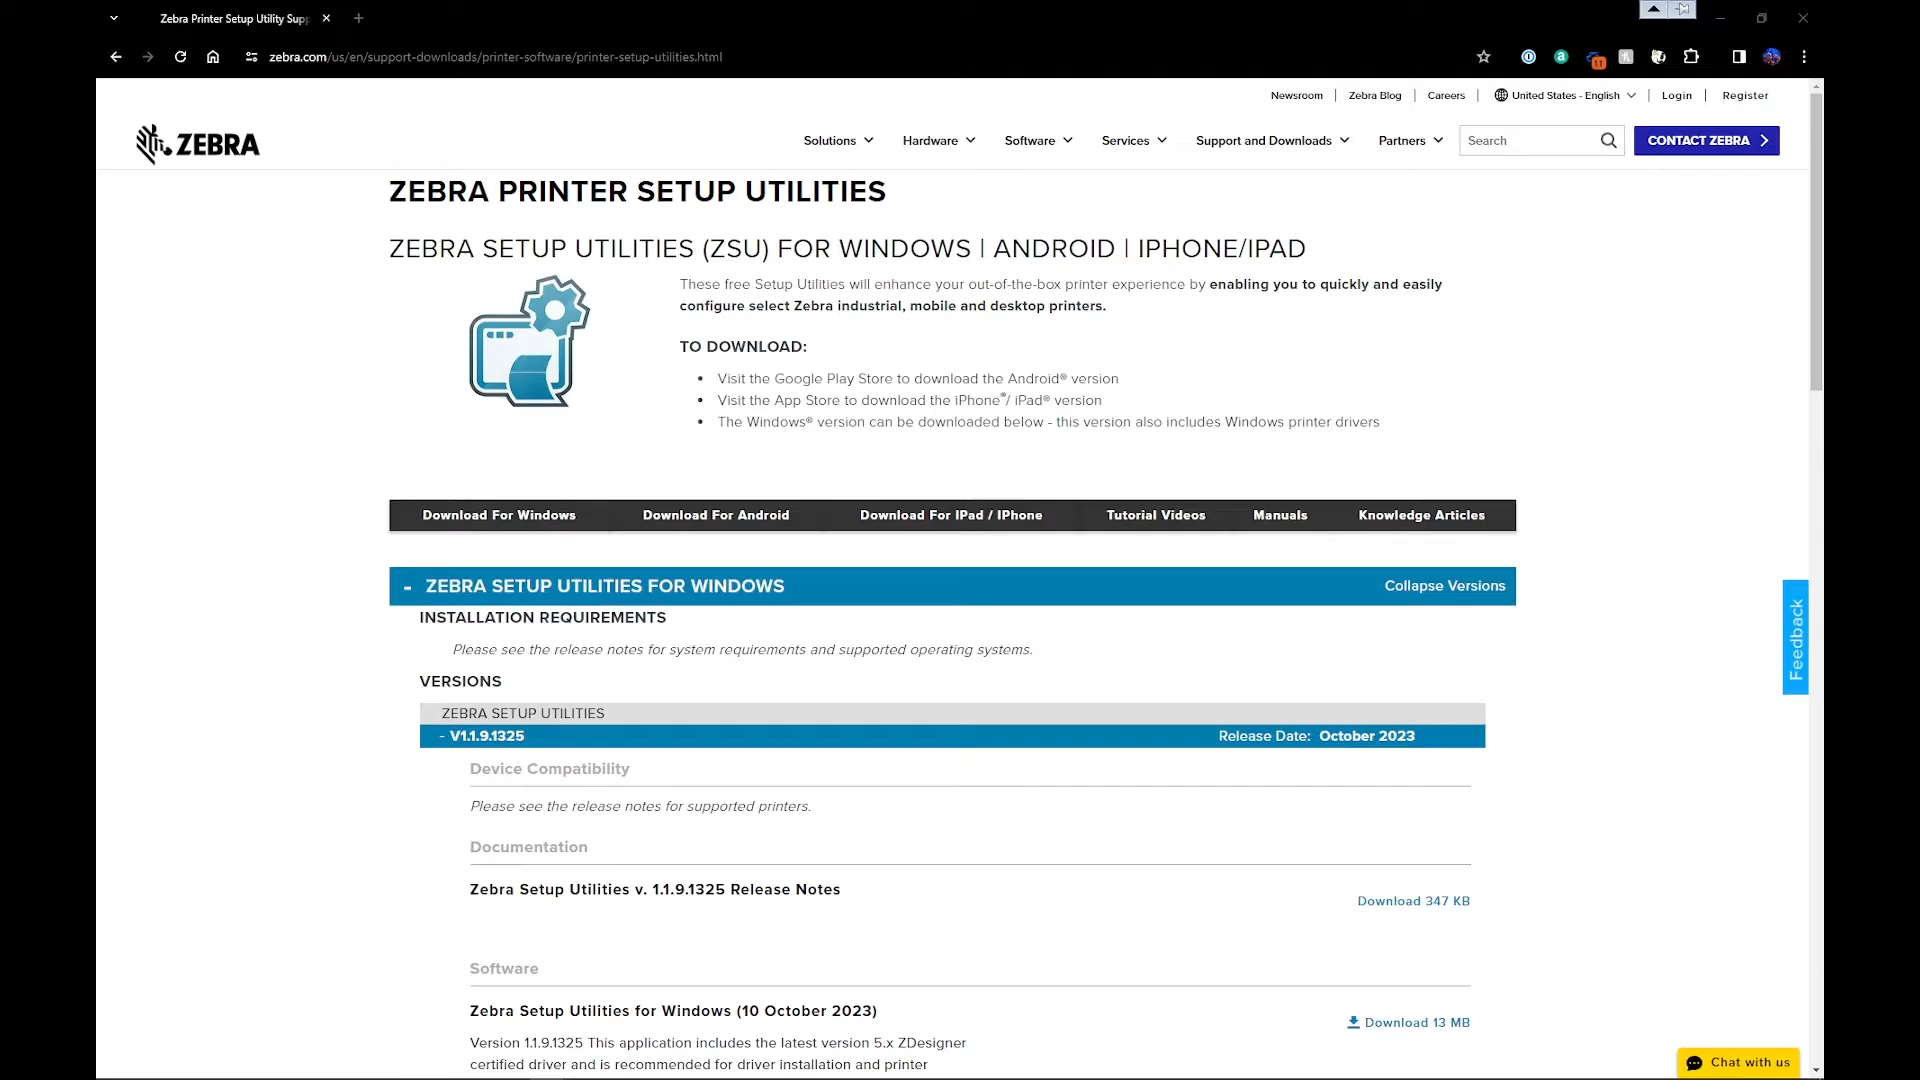 Zebra Printer Setup Utility Supp
zebra.com/us/en/support-downloads/printer-software/printer-setup-utilities.html
11
Newsroom | Zebra Blog | Careers | United States - English | Login | Register
ZEBRA
Solutions Hardware Software Services Support and Downloads Partners Search CONTACT ZEBRA
ZEBRA PRINTER SETUP UTILITIES
ZEBRA SETUP UTILITIES (ZSU) FOR WINDOWS | ANDROID | IPHONE/IPAD
These free Setup Utilities will enhance your out-of-the-box printer experience by enabling you to quickly and easily
configure select Zebra industrial, mobile and desktop printers.
TO DOWNLOAD:
• Visit the Google Play Store to download the Android® version
• Visit the App Store to download the iPhone®/ iPad® version
• The Windows® version can be downloaded below - this version also includes Windows printer drivers
Download For Windows Download For Android Download For IPad / IPhone Tutorial Videos Manuals Knowledge Articles
- ZEBRA SETUP UTILITIES FOR WINDOWS Collapse Versions
INSTALLATION REQUIREMENTS
Please see the release notes for system requirements and supported operating systems.
Feedback
VERSIONS
ZEBRA SETUP UTILITIES
- V1.1.9.1325 Release Date: October 2023
Device Compatibility
Please see the release notes for supported printers.
Documentation
Zebra Setup Utilities v. 1.1.9.1325 Release Notes
Download 347 KB
Software
Zebra Setup Utilities for Windows (10 October 2023)
Download 13 MB
Version 1.1.9.1325 This application includes the latest version 5.x ZDesigner
certified driver and is recommended for driver installation and printer
Chat with us